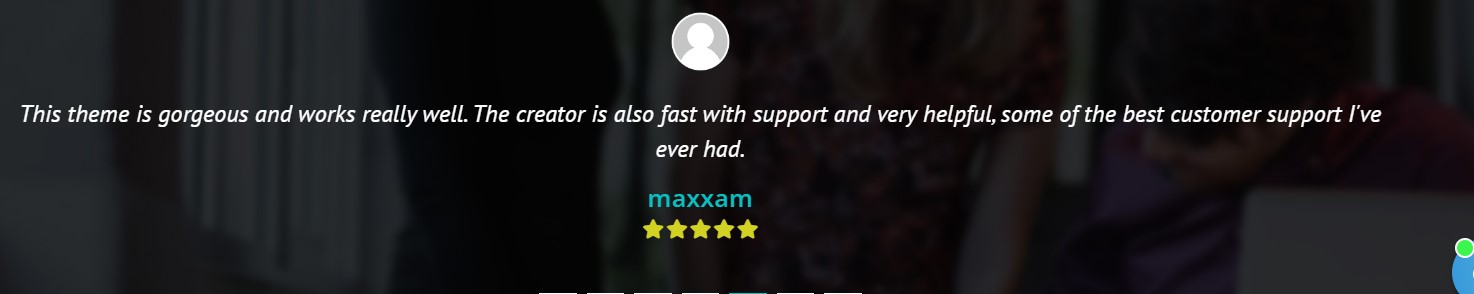 This theme is gorgeous and works really well. The creator is also fast with support and very helpful, some of the best customer support I've
ever had.
maxxam